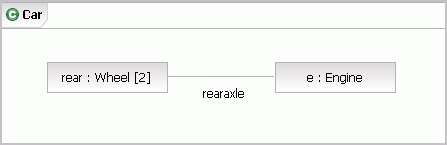 C Car
rear : Wheel [2]
e : Engine
rearaxle